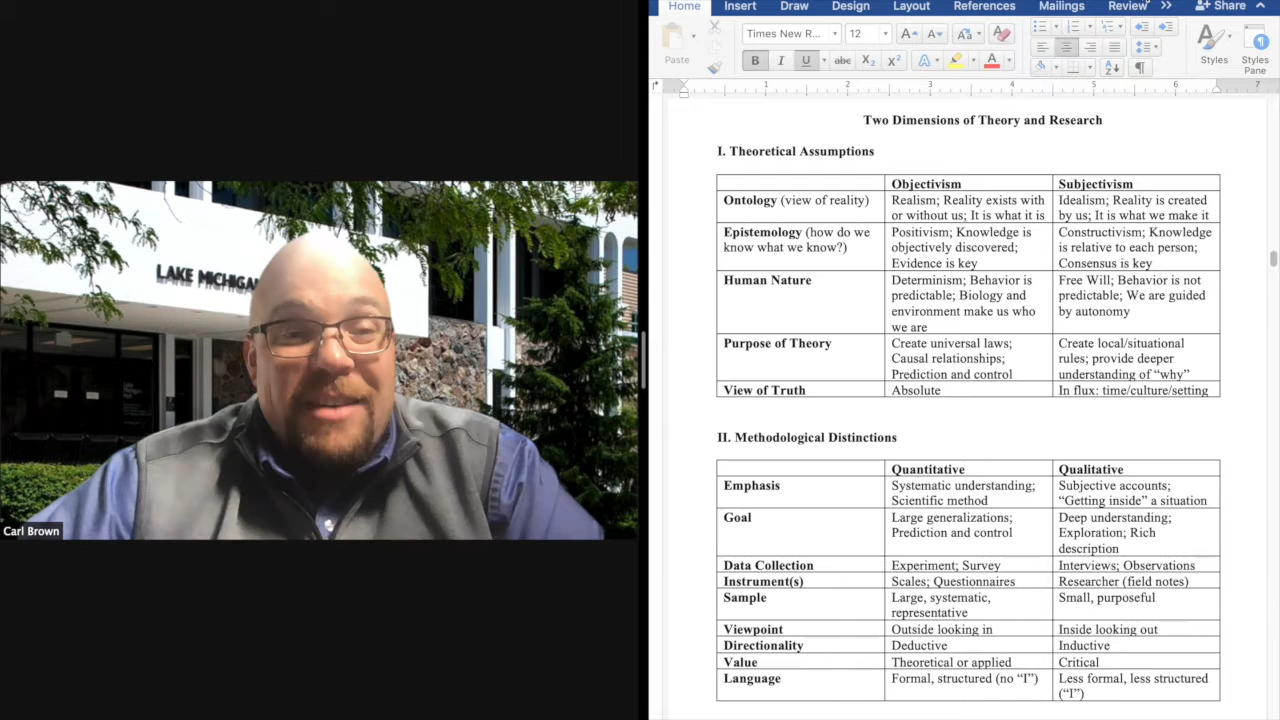 Home Insert Draw Design Layout References Mailings Review Share
Times New R... 12
Paste
Styles
Styles
Pane
1 2 3 4 5 6 7
Two Dimensions of Theory and Research
I. Theoretical Assumptions
Objectivism Subjectivism
Ontology (view of reality) Realism; Reality exists with Idealism; Reality is created
or without us; It is what it is by us; It is what we make it
Epistemology (how do we Positivism; Knowledge is Constructivism; Knowledge
know what we know?) objectively discovered; is relative to each person;
Evidence is key Consensus is key
Human Nature Determinism; Behavior is Free Will; Behavior is not
predictable; Biology and predictable; We are guided
environment make us who by autonomy
we are
Purpose of Theory Create universal laws; Create local/situational
Causal relationships; rules; provide deeper
Prediction and control understanding of “why”
View of Truth Absolute In flux: time/culture/setting
II. Methodological Distinctions
Quantitative Qualitative
Emphasis Systematic understanding; Subjective accounts;
Scientific method “Getting inside” a situation
Goal Large generalizations; Deep understanding;
Prediction and control Exploration; Rich
description
Data Collection Experiment; Survey Interviews; Observations
Instrument(s) Scales; Questionnaires Researcher (field notes)
Sample Large, systematic, Small, purposeful
representative
Viewpoint Outside looking in Inside looking out
Directionality Deductive Inductive
Value Theoretical or applied Critical
Language Formal, structured (no “I”) Less formal, less structured
(“I”)
LAKE MICHIGAN
Carl Brown